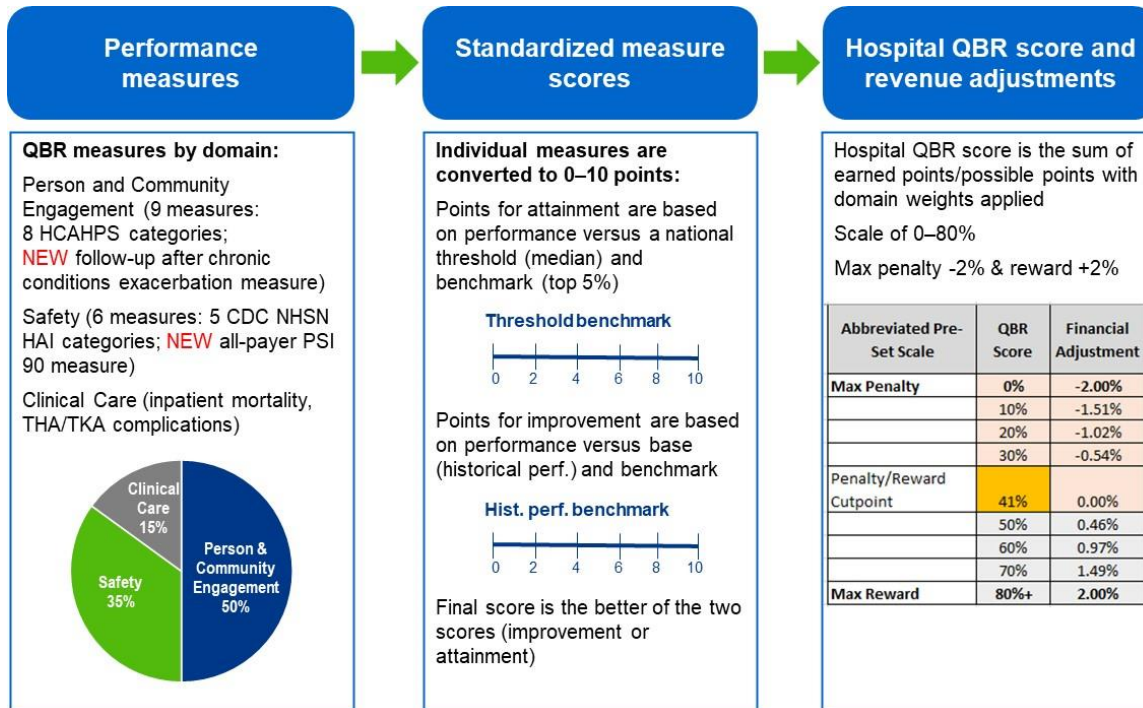 Performance
measures
Standardized measure
scores
Hospital QBR score and
revenue adjustments
QBR measures by domain:
Person and Community
Engagement (9 measures:
8 HCAHPS categories;
NEW follow-up after chronic
conditions exacerbation measure)
Safety (6 measures: 5 CDC NHSN
HAI categories; NEW all-payer PSI
90 measure)
Clinical Care (inpatient mortality,
THA/TKA complications)
Clinical
Care
15%
Safety
35%
Person &
Community
Engagement
50%
Individual measures are
converted to 0–10 points:
Points for attainment are based
on performance versus a national
threshold (median) and
benchmark (top 5%)
Threshold benchmark
0 2 4 6 8 10
Points for improvement are based
on performance versus base
(historical perf.) and benchmark
Hist. perf. benchmark
0 2 4 6 8 10
Final score is the better of the two
scores (improvement or
attainment)
Hospital QBR score is the sum of
earned points/possible points with
domain weights applied
Scale of 0–80%
Max penalty -2% & reward +2%
Abbreviated Pre-
Set Scale
QBR
Score
Financial
Adjustment
Max Penalty 0% -2.00%
10% -1.51%
20% -1.02%
30% -0.54%
Penalty/Reward
Cutpoint 41% 0.00%
50% 0.46%
60% 0.97%
70% 1.49%
Max Reward 80%+ 2.00%